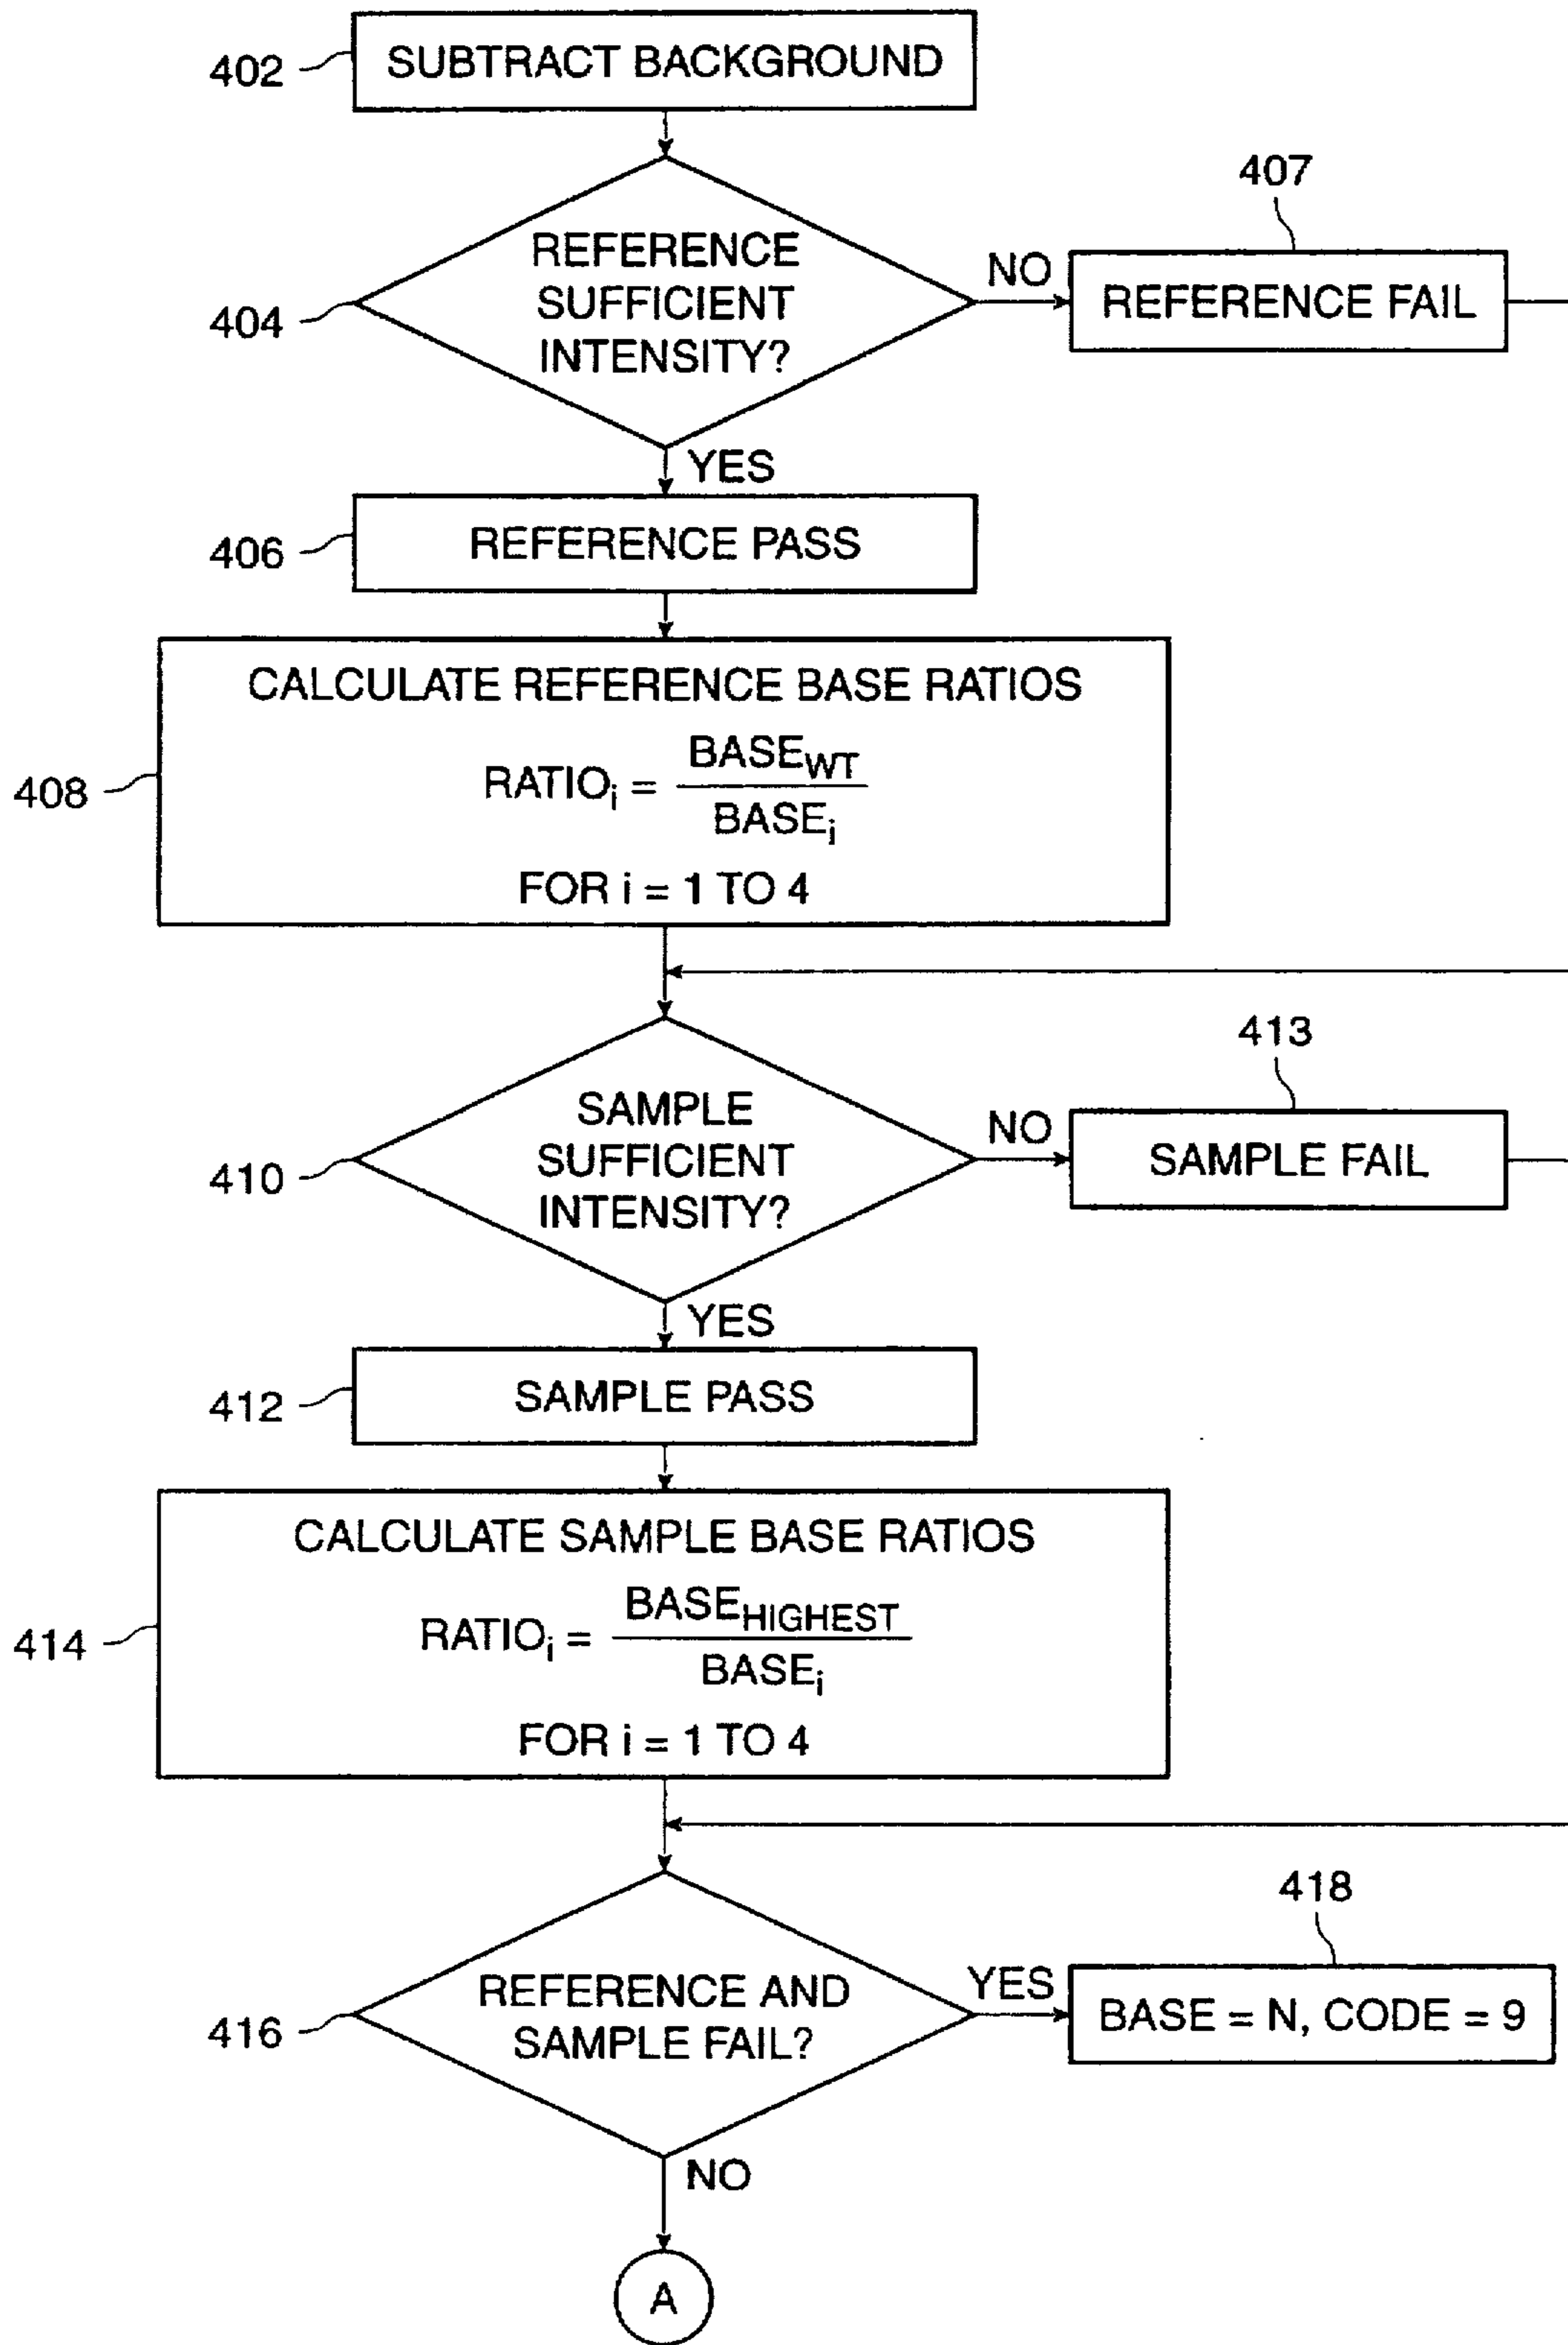 402
SUBTRACT BACKGROUND
407
404
REFERENCE
SUFFICIENT
INTENSITY?
NO
REFERENCE FAIL
YES
406
REFERENCE PASS
408
CALCULATE REFERENCE BASE RATIOS
RATIOi = BASEWT / BASEi
FOR i = 1 TO 4
413
410
SAMPLE
SUFFICIENT
INTENSITY?
NO
SAMPLE FAIL
YES
412
SAMPLE PASS
414
CALCULATE SAMPLE BASE RATIOS
RATIOi = BASEHIGHEST / BASEi
FOR i = 1 TO 4
418
416
REFERENCE AND
SAMPLE FAIL?
YES
BASE = N, CODE = 9
NO
A